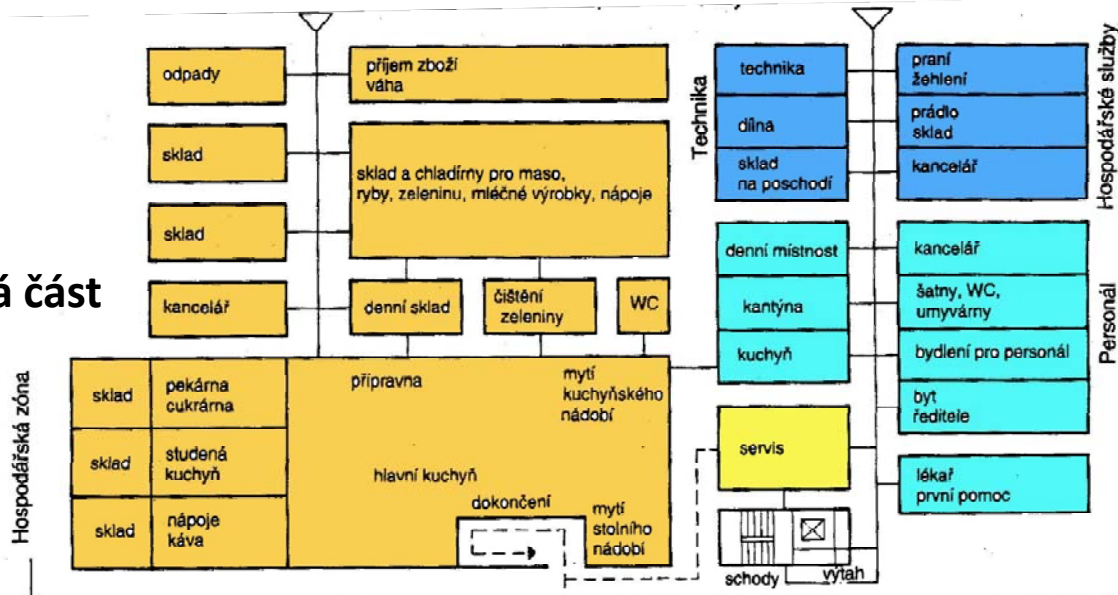 odpady
příjem zboží
váha
sklad
sklad a chladírny pro maso,
ryby, zeleninu, mléčné výrobky, nápoje
sklad
á část
kancelář
denní sklad
čištění
zeleniny
WC
Hospodářská zóna
sklad
pekárna
cukrárna
sklad
studená
kuchyň
sklad
nápoje
káva
přípravna
mytí
kuchyňského
nádobí
hlavní kuchyň
dokončení
mytí
stolního
nádobí
Technika
technika
dílna
sklad
na poschodí
praní
žehlení
prádlo
sklad
kancelář
Hospodářské služby
denní místnost
kantýna
kuchyň
kancelář
šatny, WC,
umyvárny
bydlení pro personál
byt
ředitele
Personál
servis
lékař
první pomoc
schody
výtah